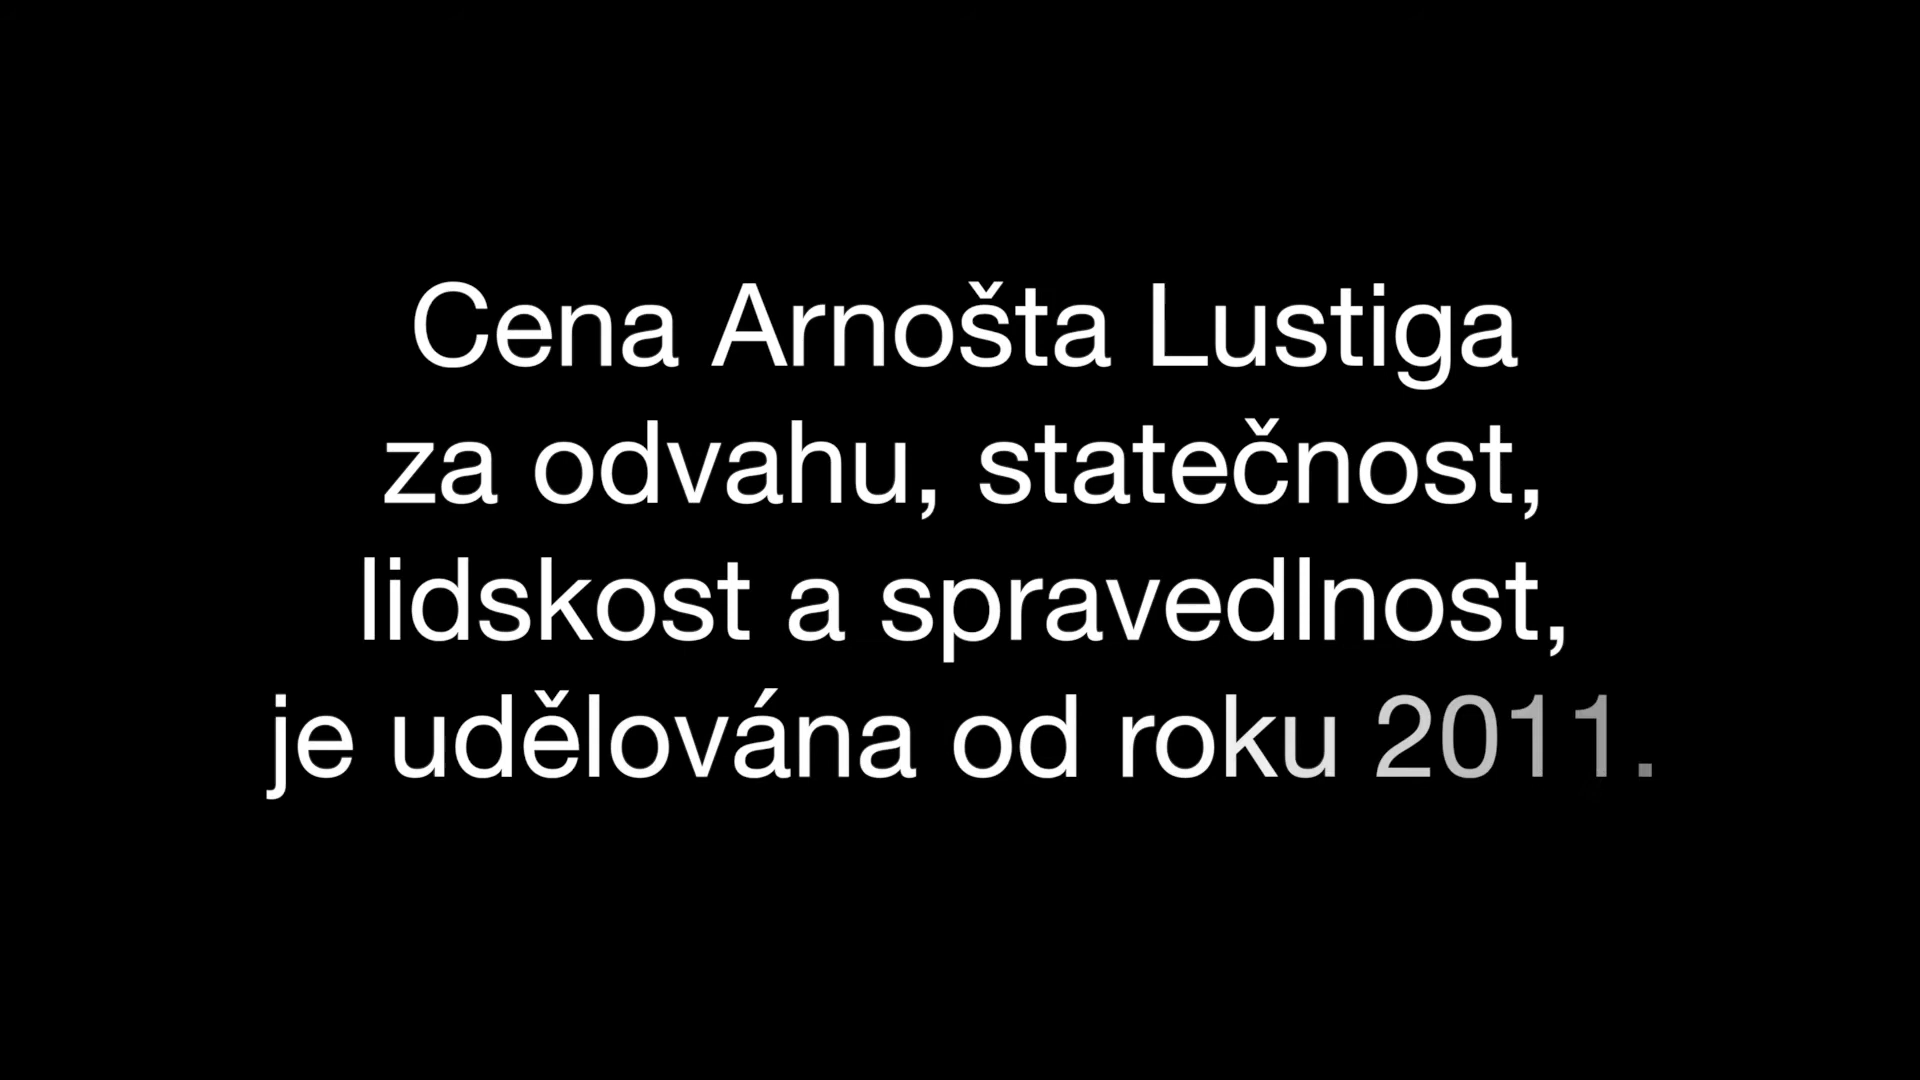 Cena Arnošta Lustiga
za odvahu, statečnost,
lidskost a spravedlnost,
je udělována od roku 2011.